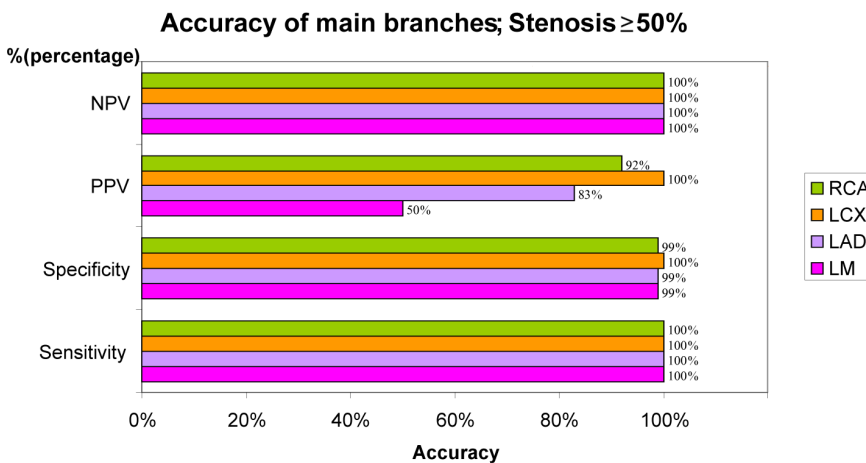 Accuracy of main branches; Stenosis ≥50%
%(percentage)
NPV
100%
100%
100%
100%
PPV
92%
100%
83%
50%
Specificity
99%
100%
99%
99%
Sensitivity
100%
100%
100%
100%
0% 20% 40% 60% 80% 100%
Accuracy
RCA
LCX
LAD
LM